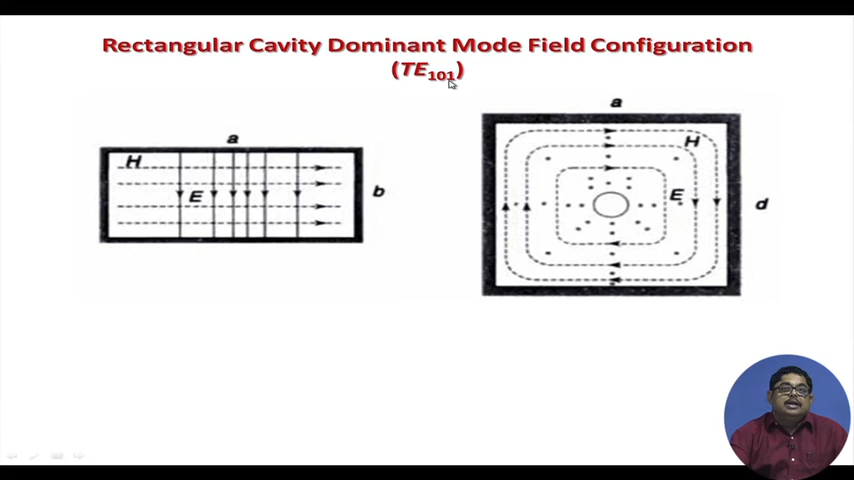 Rectangular Cavity Dominant Mode Field Configuration
(TE101)
a
H
E
b
a
H
E
d